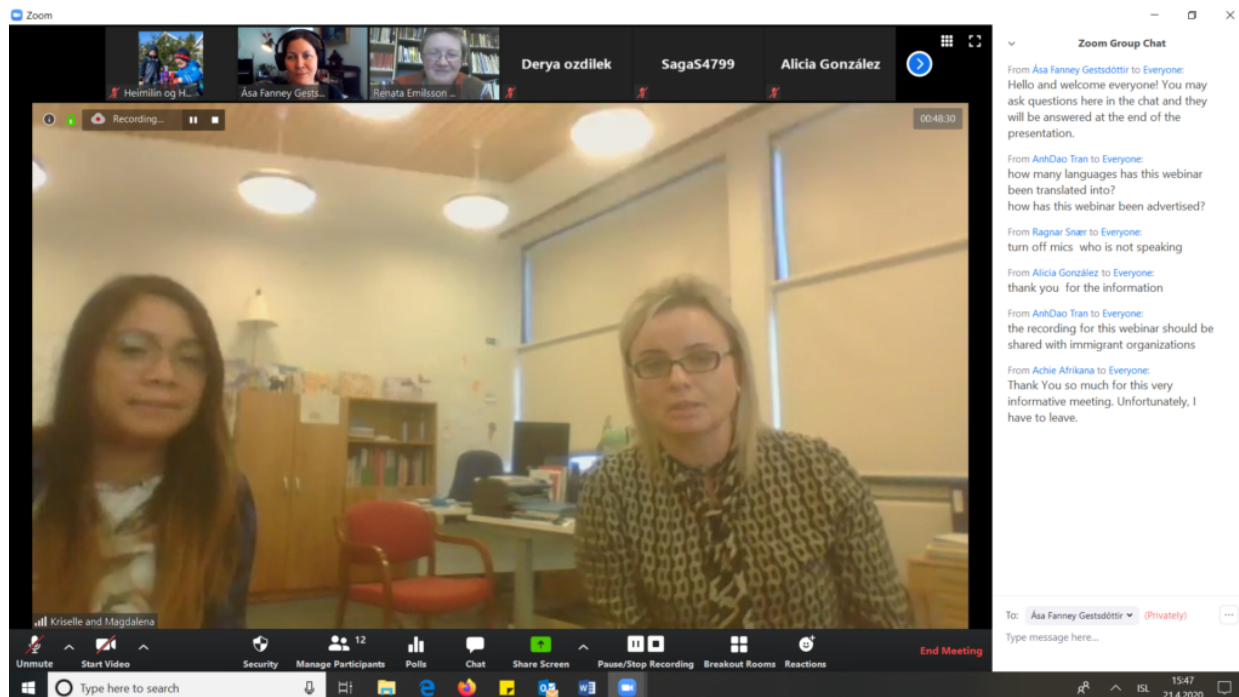 Zoom
Heimilin og H...
Ása Fanney Gests...
Renata Emilsson ...
Derya ozdilek
SagaS4799
Alicia González
Recording...
00:48:30
Kriselle and Magdalena
Zoom Group Chat
From Ása Fanney Gestsdóttir to Everyone:
Hello and welcome everyone! You may
ask questions here in the chat and they
will be answered at the end of the
presentation.
From AnhDao Tran to Everyone:
how many languages has this webinar
been translated into?
how has this webinar been advertised?
From Ragnar Snær to Everyone:
turn off mics who is not speaking
From Alicia González to Everyone:
thank you for the information
From AnhDao Tran to Everyone:
the recording for this webinar should be
shared with immigrant organizations
From Achie Afrikana to Everyone:
Thank You so much for this very
informative meeting. Unfortunately, I
have to leave.
To: Ása Fanney Gestsdóttir (Privately)
Type message here...
Unmute
Start Video
Security
12
Manage Participants
Polls
Chat
Share Screen
Pause/Stop Recording
Breakout Rooms
Reactions
End Meeting
Type here to search
ISL
15:47
21.4.2020